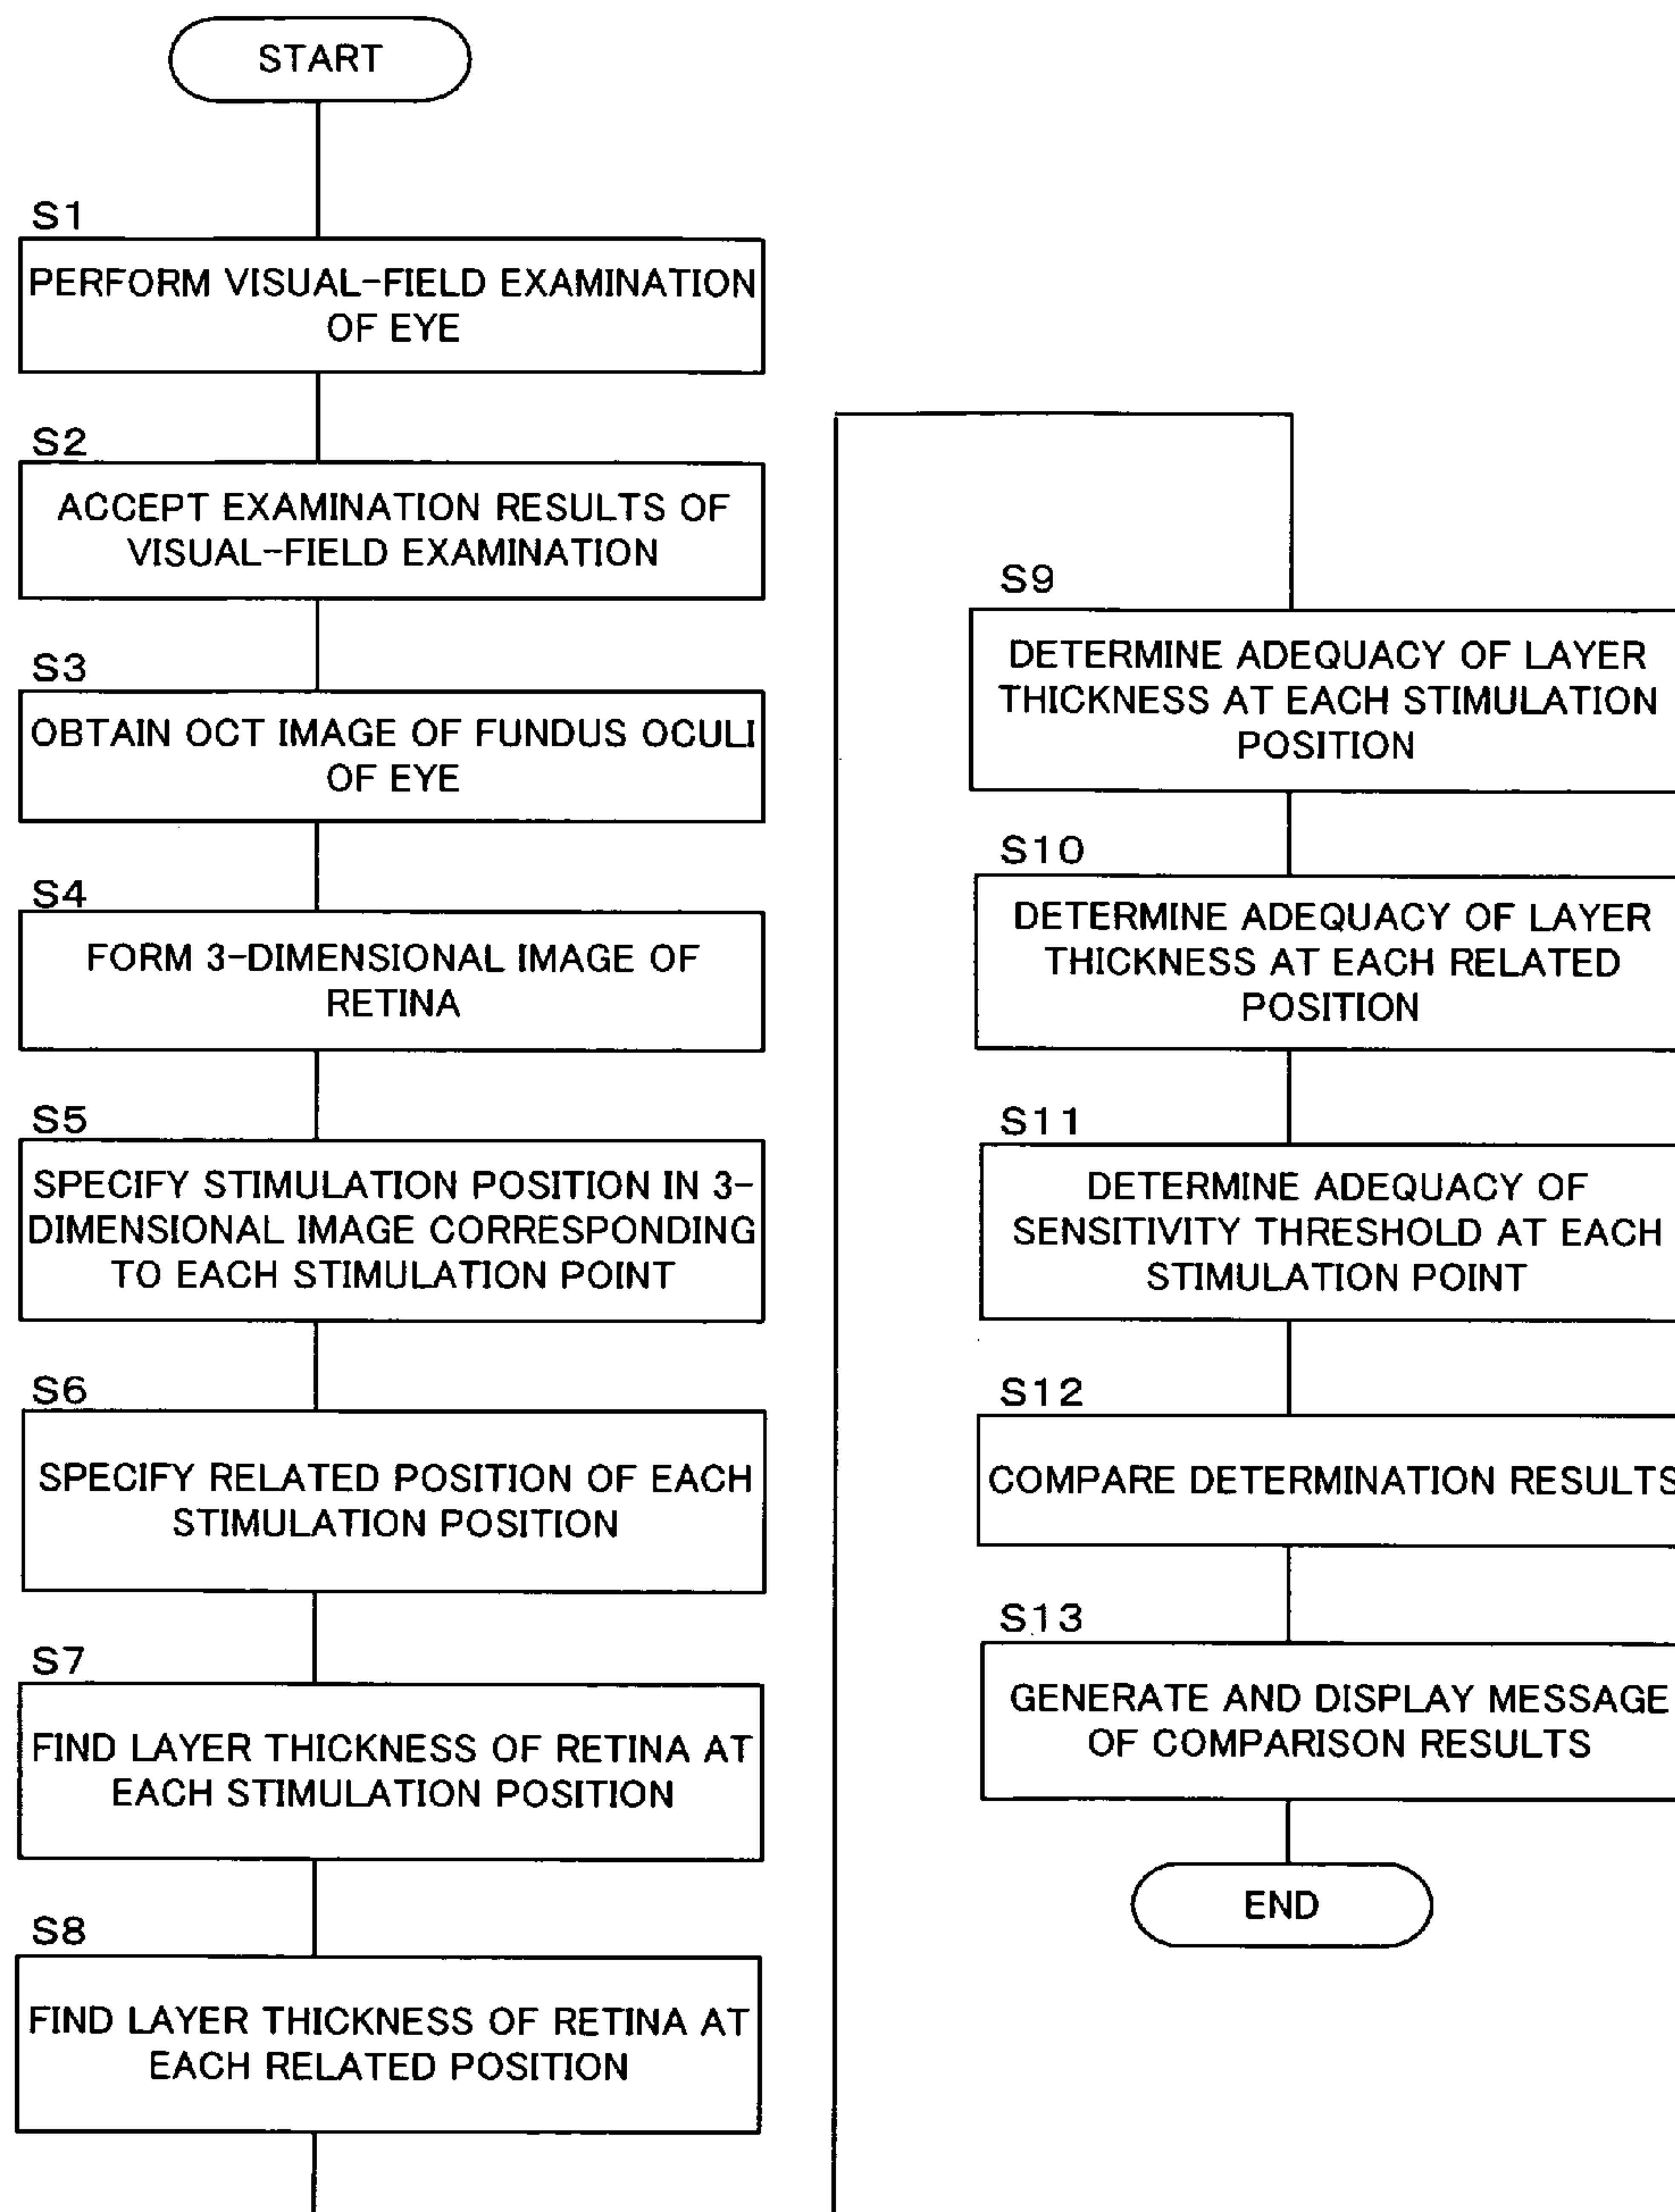 START
S1
PERFORM VISUAL-FIELD EXAMINATION
OF EYE
S2
ACCEPT EXAMINATION RESULTS OF
VISUAL-FIELD EXAMINATION
S3
OBTAIN OCT IMAGE OF FUNDUS OCULI
OF EYE
S4
FORM 3-DIMENSIONAL IMAGE OF
RETINA
S5
SPECIFY STIMULATION POSITION IN 3-
DIMENSIONAL IMAGE CORRESPONDING
TO EACH STIMULATION POINT
S6
SPECIFY RELATED POSITION OF EACH
STIMULATION POSITION
S7
FIND LAYER THICKNESS OF RETINA AT
EACH STIMULATION POSITION
S8
FIND LAYER THICKNESS OF RETINA AT
EACH RELATED POSITION
S9
DETERMINE ADEQUACY OF LAYER
THICKNESS AT EACH STIMULATION
POSITION
S10
DETERMINE ADEQUACY OF LAYER
THICKNESS AT EACH RELATED
POSITION
S11
DETERMINE ADEQUACY OF
SENSITIVITY THRESHOLD AT EACH
STIMULATION POINT
S12
COMPARE DETERMINATION RESULTS
S13
GENERATE AND DISPLAY MESSAGE
OF COMPARISON RESULTS
END